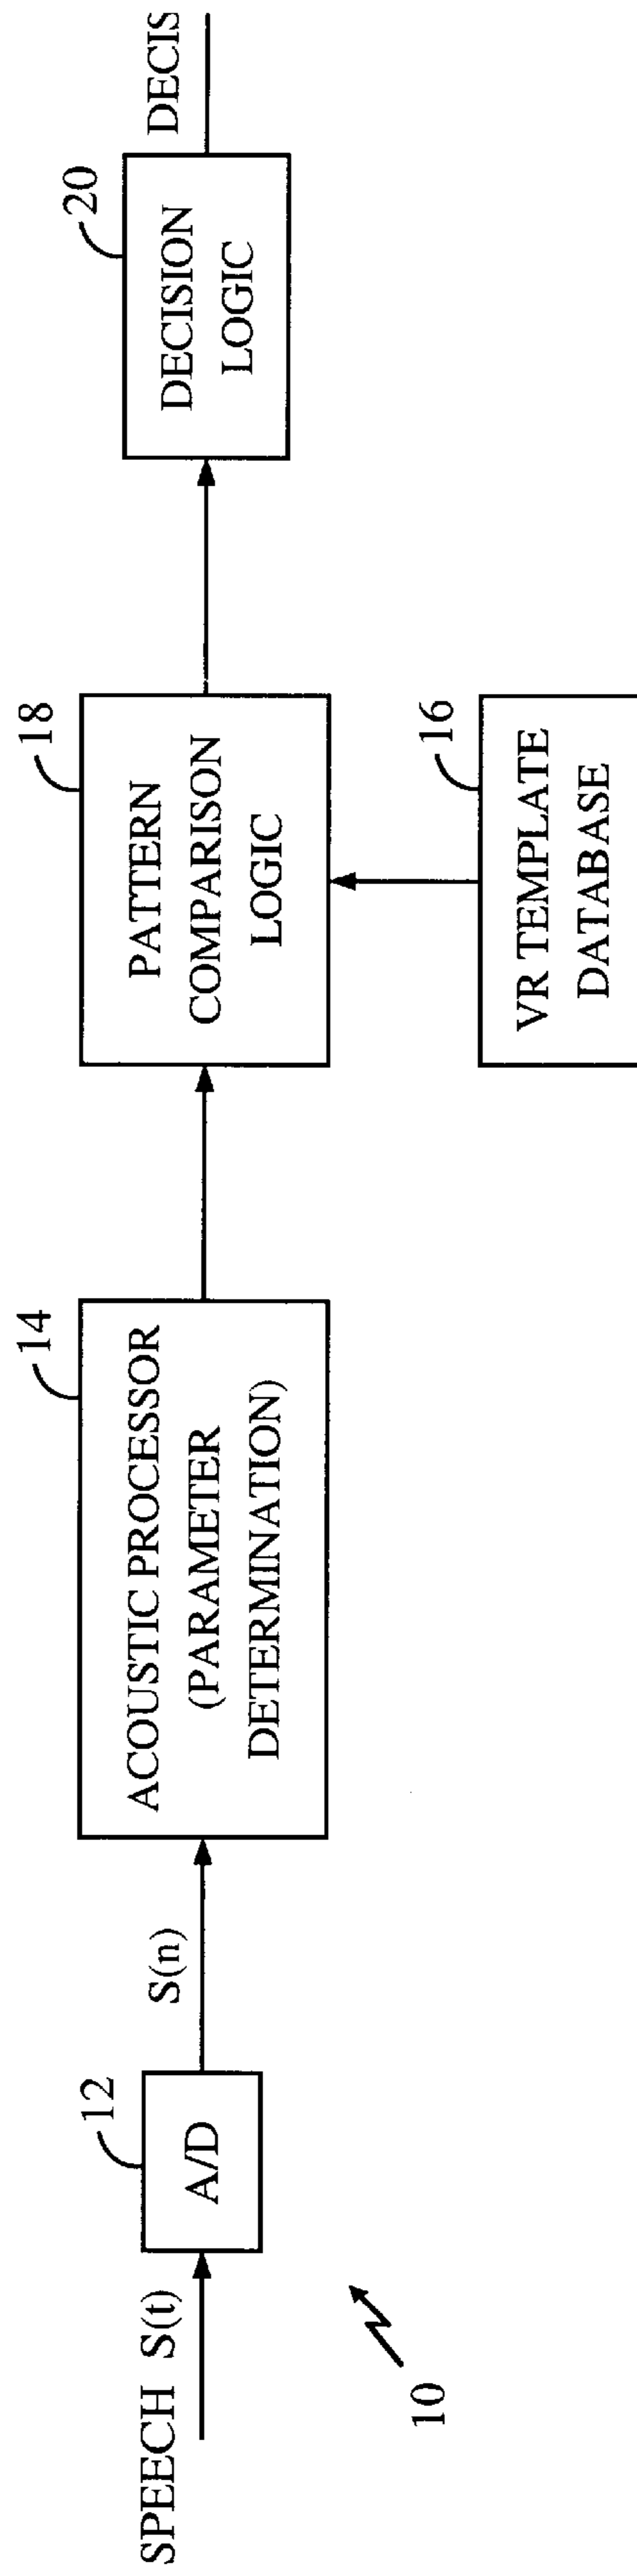 SPEECH S(t)
12
A/D
S(n)
14
ACOUSTIC PROCESSOR
(PARAMETER
DETERMINATION)
18
PATTERN
COMPARISON
LOGIC
16
VR TEMPLATE
DATABASE
20
DECISION
LOGIC
DECIS
10